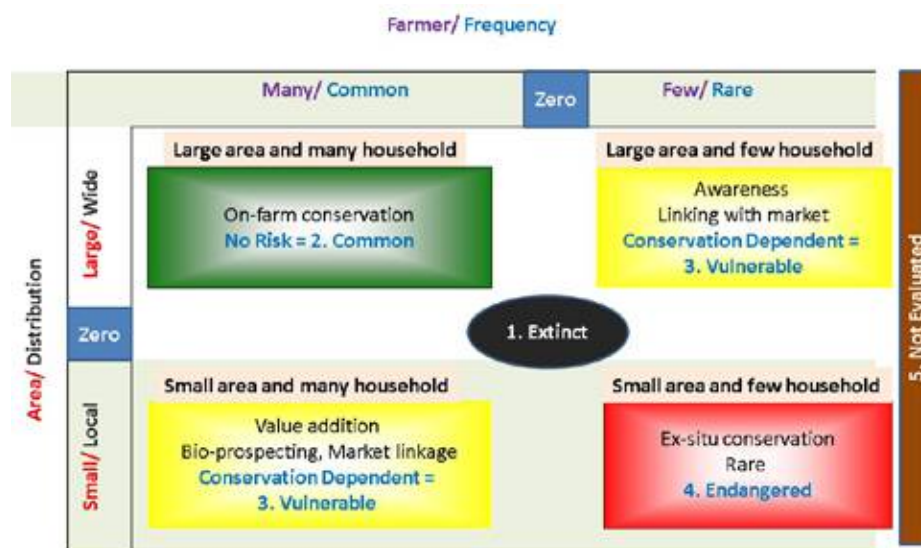 Farmer/ Frequency
Many/ Common
Zero
Few/ Rare
Area/ Distribution
Large/ Wide
Large area and many household
On-farm conservation
No Risk = 2. Common
Large area and few household
Awareness
Linking with market
Conservation Dependent =
3. Vulnerable
Zero
1. Extinct
Small/ Local
Small area and many household
Value addition
Bio-prospecting, Market linkage
Conservation Dependent =
3. Vulnerable
Small area and few household
Ex-situ conservation
Rare
4. Endangered
5. Not Evaluated